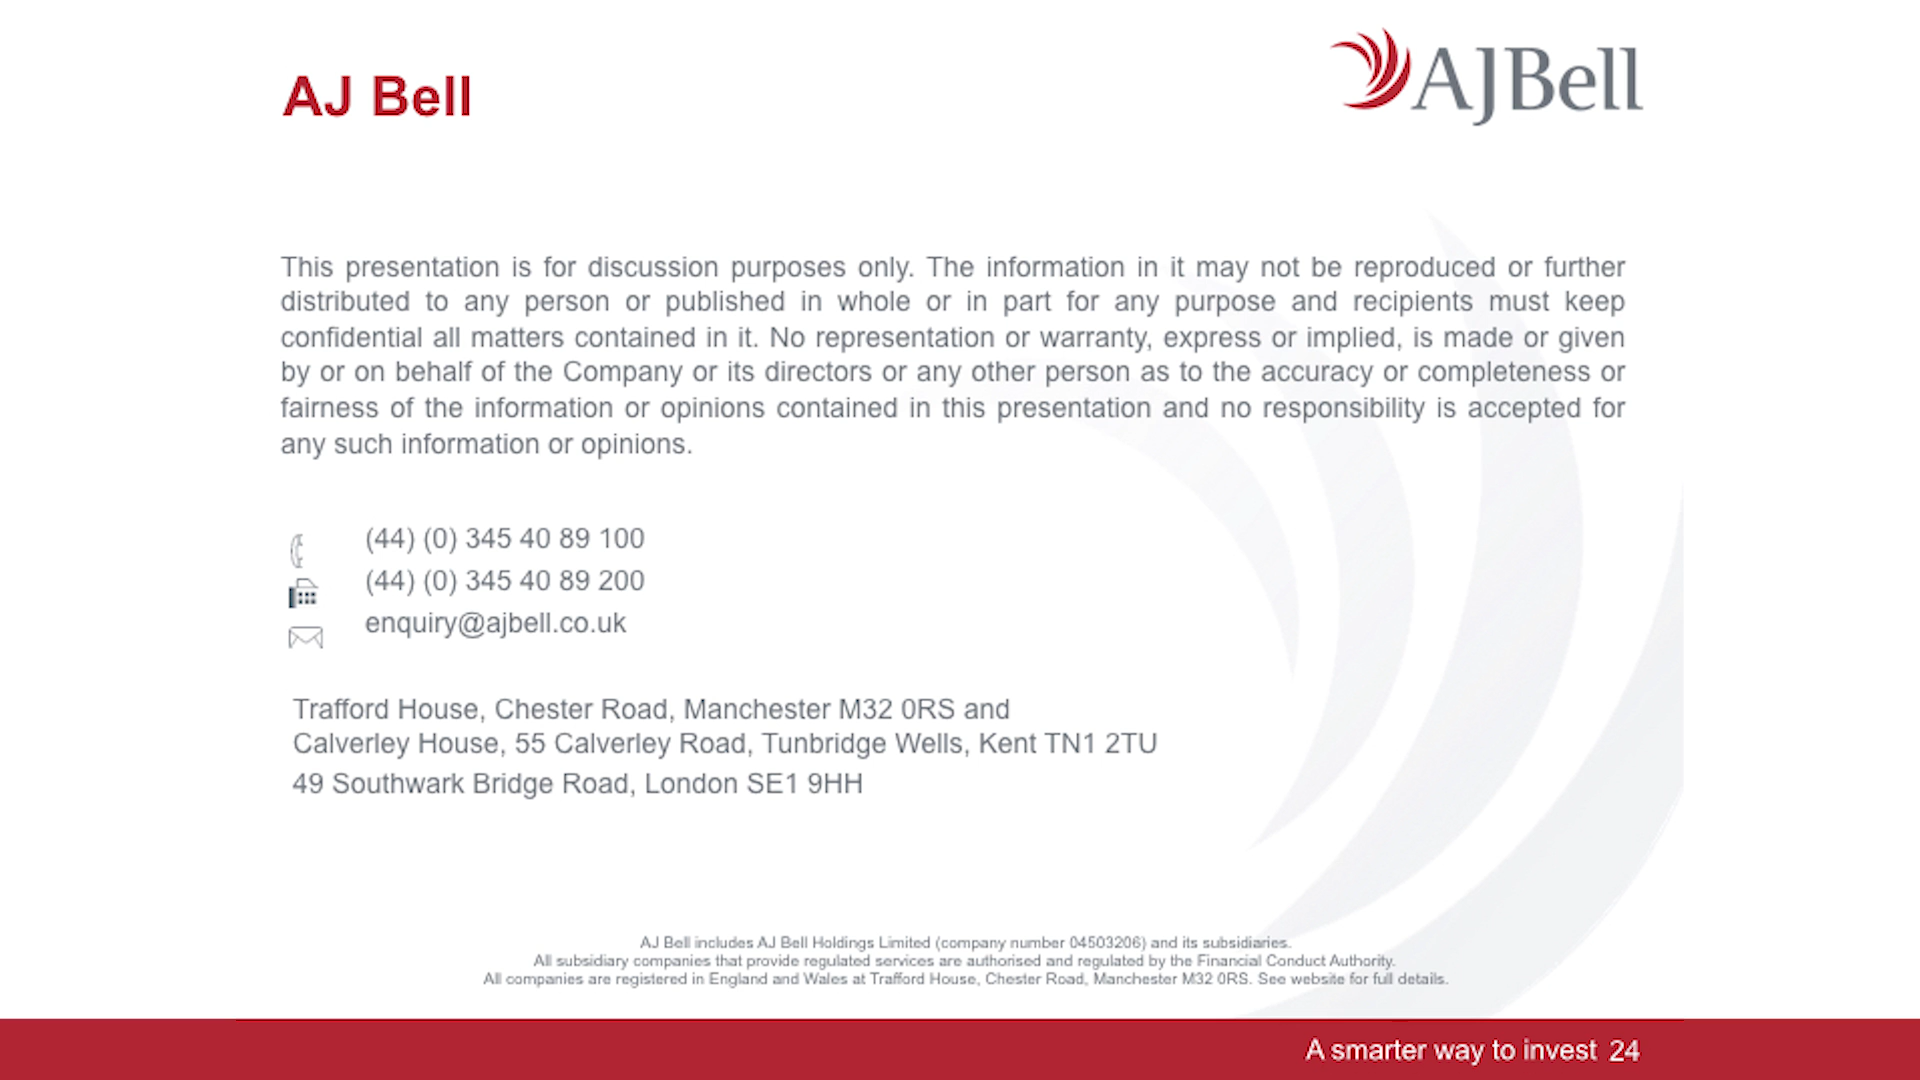 AJ Bell
AJBell
This presentation is for discussion purposes only. The information in it may not be reproduced or further
distributed to any person or published in whole or in part for any purpose and recipients must keep
confidential all matters contained in it. No representation or warranty, express or implied, is made or given
by or on behalf of the Company or its directors or any other person as to the accuracy or completeness or
fairness of the information or opinions contained in this presentation and no responsibility is accepted for
any such information or opinions.
(44) (0) 345 40 89 100
(44) (0) 345 40 89 200
enquiry@ajbell.co.uk
Trafford House, Chester Road, Manchester M32 0RS and
Calverley House, 55 Calverley Road, Tunbridge Wells, Kent TN1 2TU
49 Southwark Bridge Road, London SE1 9HH
AJ Bell includes AJ Bell Holdings Limited (company number 04503206) and its subsidiaries.
All subsidiary companies that provide regulated services are authorised and regulated by the Financial Conduct Authority.
All companies are registered in England and Wales at Trafford House, Chester Road, Manchester M32 0RS. See website for full details.
A smarter way to invest 24